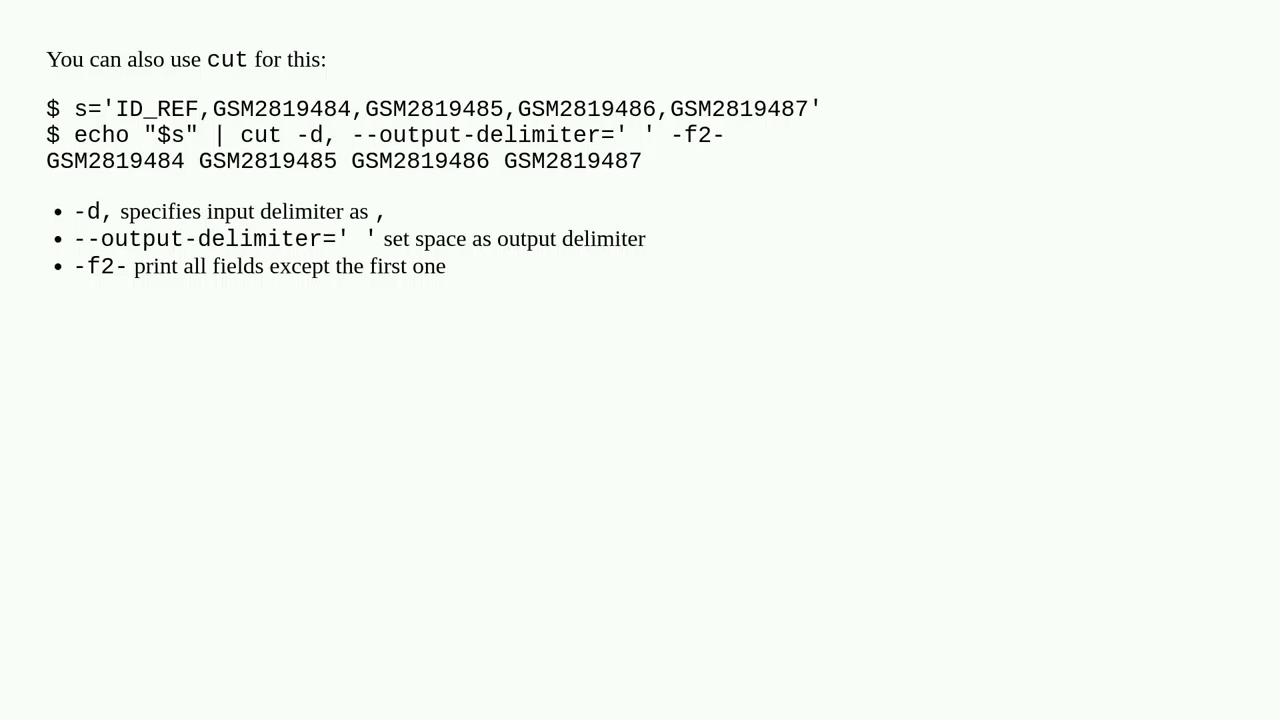 You can also use cut for this:
$ s='ID_REF,GSM2819484,GSM2819485,GSM2819486,GSM2819487'
$ echo "$s" | cut -d, --output-delimiter=' ' -f2-
GSM2819484 GSM2819485 GSM2819486 GSM2819487
• -d, specifies input delimiter as ,
• --output-delimiter=' ' set space as output delimiter
• -f2- print all fields except the first one